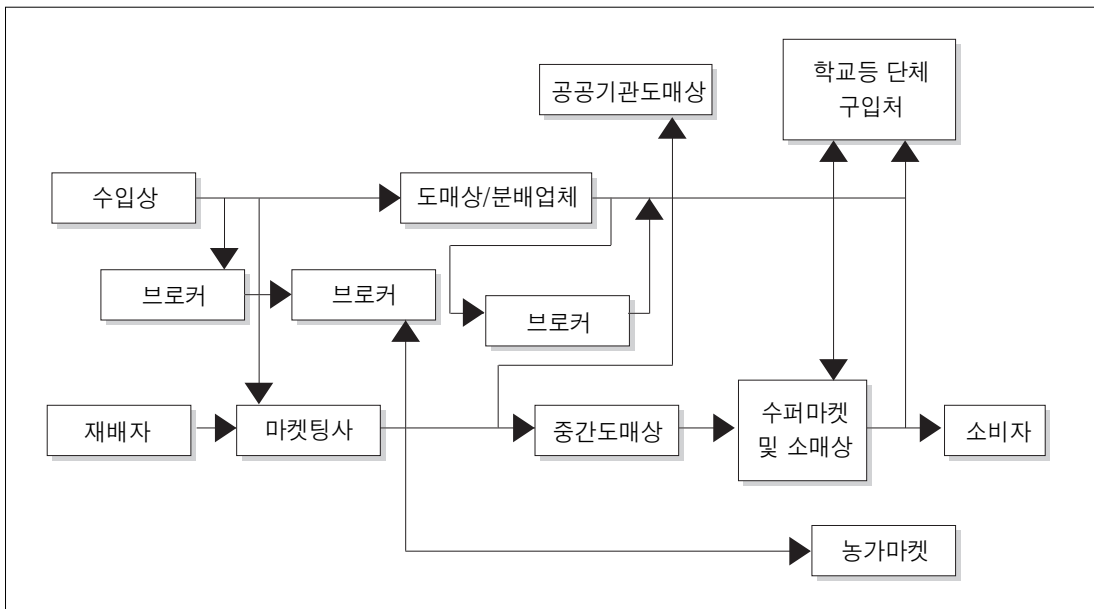 공공기관도매상
학교등 단체
구입처
수입상
도매상/분배업체
브로커
브로커
브로커
재배자
마켓팅사
중간도매상
수퍼마켓
및 소매상
소비자
농가마켓